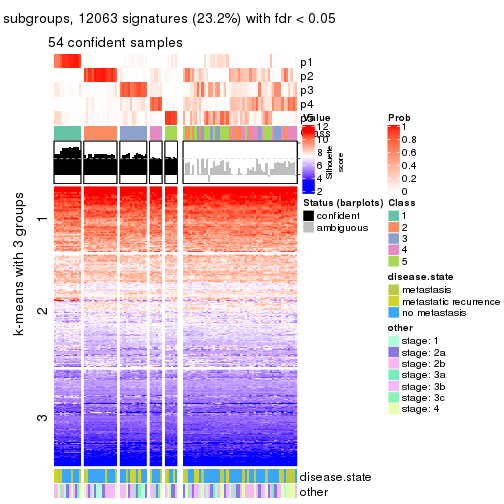 subgroups, 12063 signatures (23.2%) with fdr < 0.05
54 confident samples
p1
p2
p3
p4
p5
Class
k-means with 3 groups
1
2
3
Value
12
10
8
6
4
2
Silhouette
score
Prob
1
0.8
0.6
0.4
0.2
0
Status (barplots)
confident
ambiguous
Class
1
2
3
4
5
disease.state
metastasis
metastatic recurrence
no metastasis
other
stage: 1
stage: 2a
stage: 2b
stage: 3a
stage: 3b
stage: 3c
stage: 4
disease.state
other